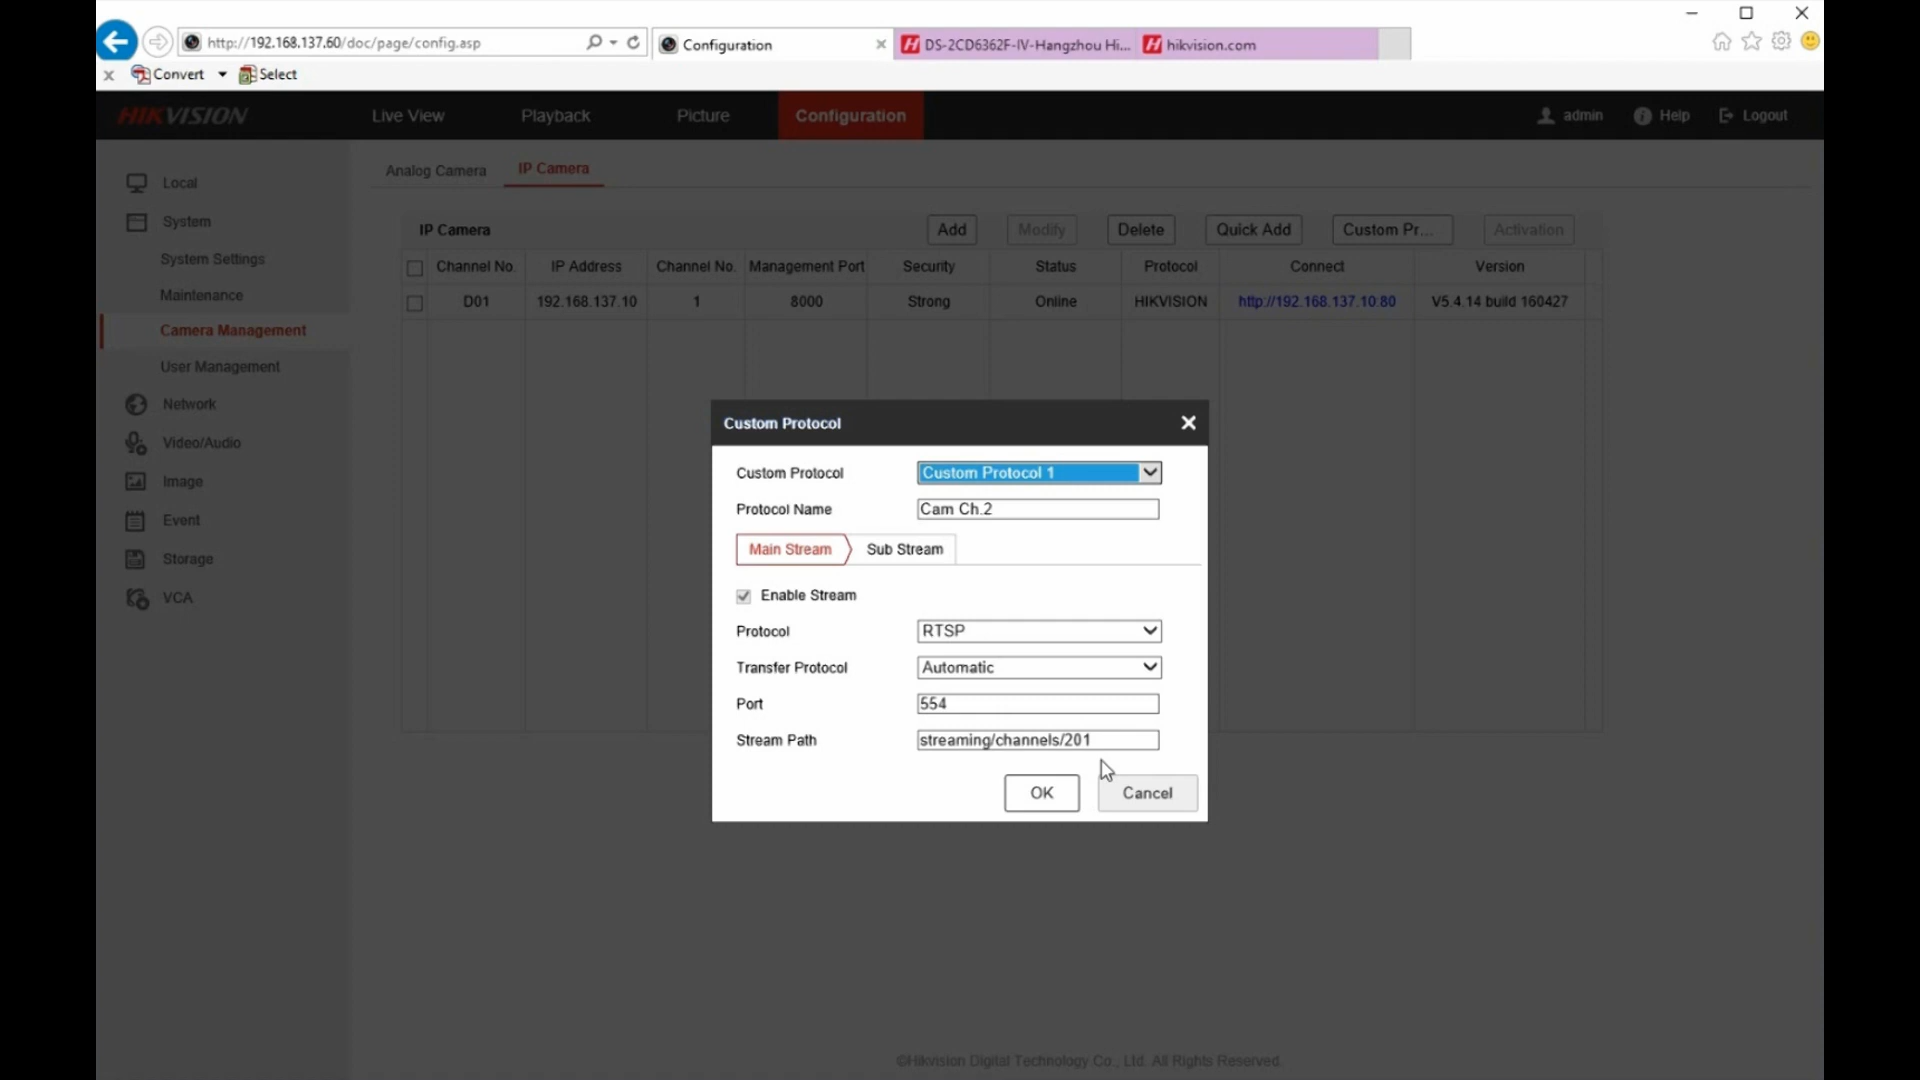 http://192.168.137.60/doc/page/config.asp
Configuration
DS-2CD6362F-IV-Hangzhou Hi...
hikvision.com
Convert
Select
HIKVISION
Live View
Playback
Picture
Configuration
admin
Help
Logout
Local
System
System Settings
Maintenance
Camera Management
User Management
Network
Video/Audio
Image
Event
Storage
VCA
Analog Camera
IP Camera
IP Camera
Add
Modify
Delete
Quick Add
Custom Pr...
Activation
Channel No. IP Address Channel No. Management Port Security Status Protocol Connect Version
D01 192.168.137.10 1 8000 Strong Online HIKVISION http://192.168.137.10:80 V5.4.14 build 160427
Custom Protocol
Custom Protocol Custom Protocol 1
Protocol Name Cam Ch.2
Main Stream Sub Stream
Enable Stream
Protocol RTSP
Transfer Protocol Automatic
Port 554
Stream Path streaming/channels/201
OK Cancel
©Hikvision Digital Technology Co., Ltd. All Rights Reserved.